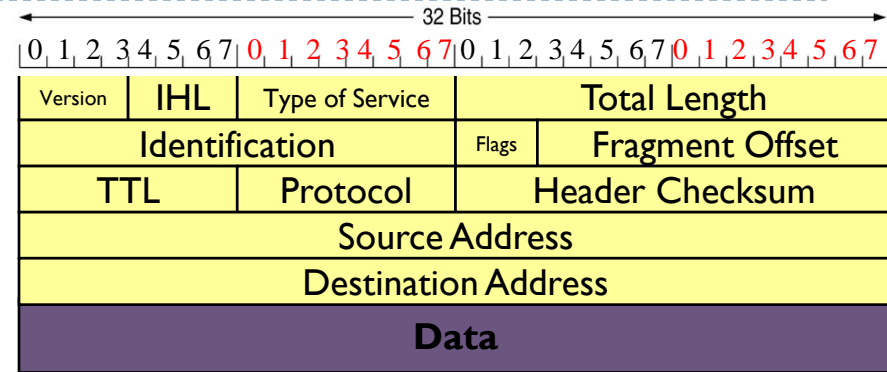 32 Bits
0 1 2 3 4 5 6 7 0 1 2 3 4 5 6 7 0 1 2 3 4 5 6 7 0 1 2 3 4 5 6 7
Version IHL Type of Service Total Length
Identification Flags Fragment Offset
TTL Protocol Header Checksum
Source Address
Destination Address
Data